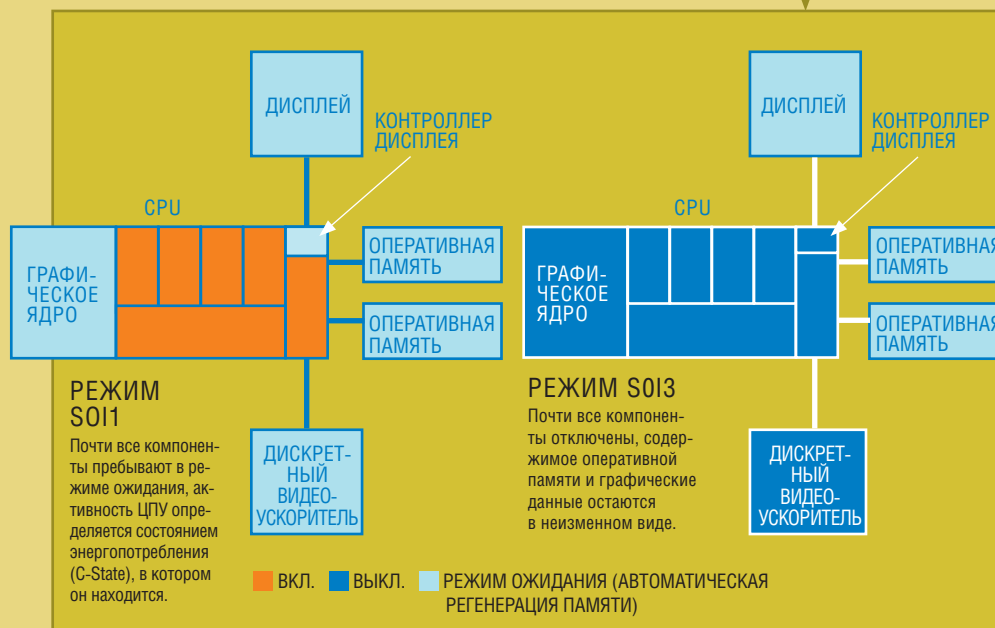 ДИСПЛЕЙ
КОНТРОЛЛЕР
ДИСПЛЕЯ
CPU
ГРАФИ-
ЧЕСКОЕ
ЯДРО
ОПЕРАТИВНАЯ
ПАМЯТЬ
ОПЕРАТИВНАЯ
ПАМЯТЬ
РЕЖИМ
S0I1
Почти все компонен-
ты пребывают в ре-
жиме ожидания, ак-
тивность ЦПУ опре-
деляется состоянием
энергопотребления
(C-State), в котором
он находится.
ДИСКРЕТ-
НЫЙ
ВИДЕО-
УСКОРИТЕЛЬ
ДИСПЛЕЙ
КОНТРОЛЛЕР
ДИСПЛЕЯ
CPU
ГРАФИ-
ЧЕСКОЕ
ЯДРО
ОПЕРАТИВНАЯ
ПАМЯТЬ
ОПЕРАТИВНАЯ
ПАМЯТЬ
РЕЖИМ S0I3
Почти все компонен-
ты отключены, содер-
жимое оперативной
памяти и графические
данные остаются
в неизменном виде.
ДИСКРЕТ-
НЫЙ
ВИДЕО-
УСКОРИТЕЛЬ
ВКЛ. ВЫКЛ. РЕЖИМ ОЖИДАНИЯ (АВТОМАТИЧЕСКАЯ
РЕГЕНЕРАЦИЯ ПАМЯТИ)